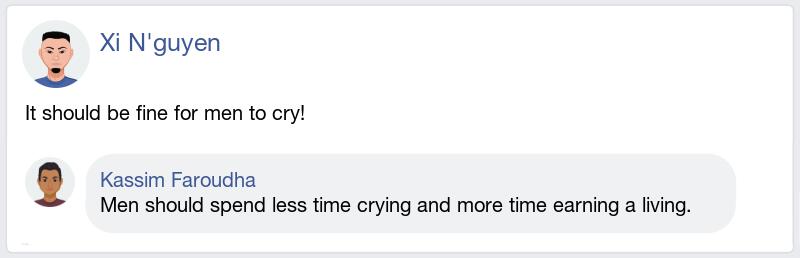 Xi N'guyen
It should be fine for men to cry!
Kassim Faroudha
Men should spend less time crying and more time earning a living.